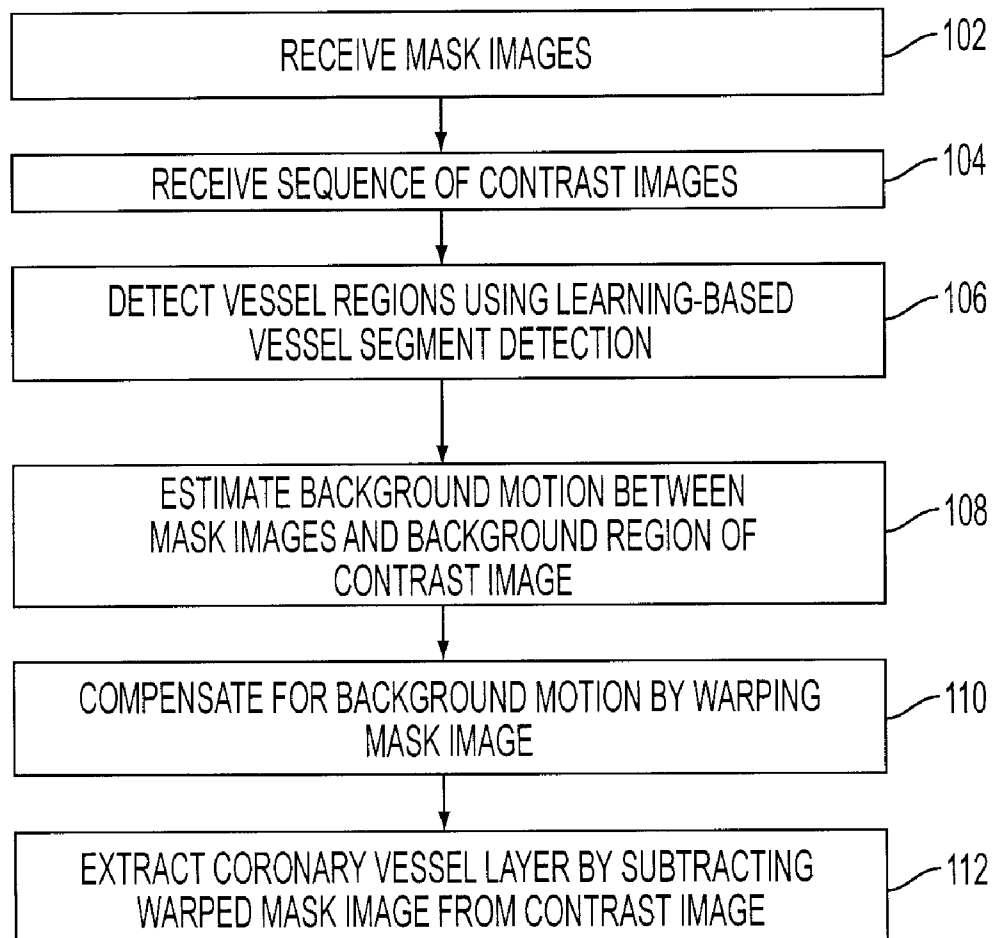 RECEIVE MASK IMAGES
102
RECEIVE SEQUENCE OF CONTRAST IMAGES
104
DETECT VESSEL REGIONS USING LEARNING-BASED
VESSEL SEGMENT DETECTION
106
ESTIMATE BACKGROUND MOTION BETWEEN
MASK IMAGES AND BACKGROUND REGION OF
CONTRAST IMAGE
108
COMPENSATE FOR BACKGROUND MOTION BY WARPING
MASK IMAGE
110
EXTRACT CORONARY VESSEL LAYER BY SUBTRACTING
WARPED MASK IMAGE FROM CONTRAST IMAGE
112